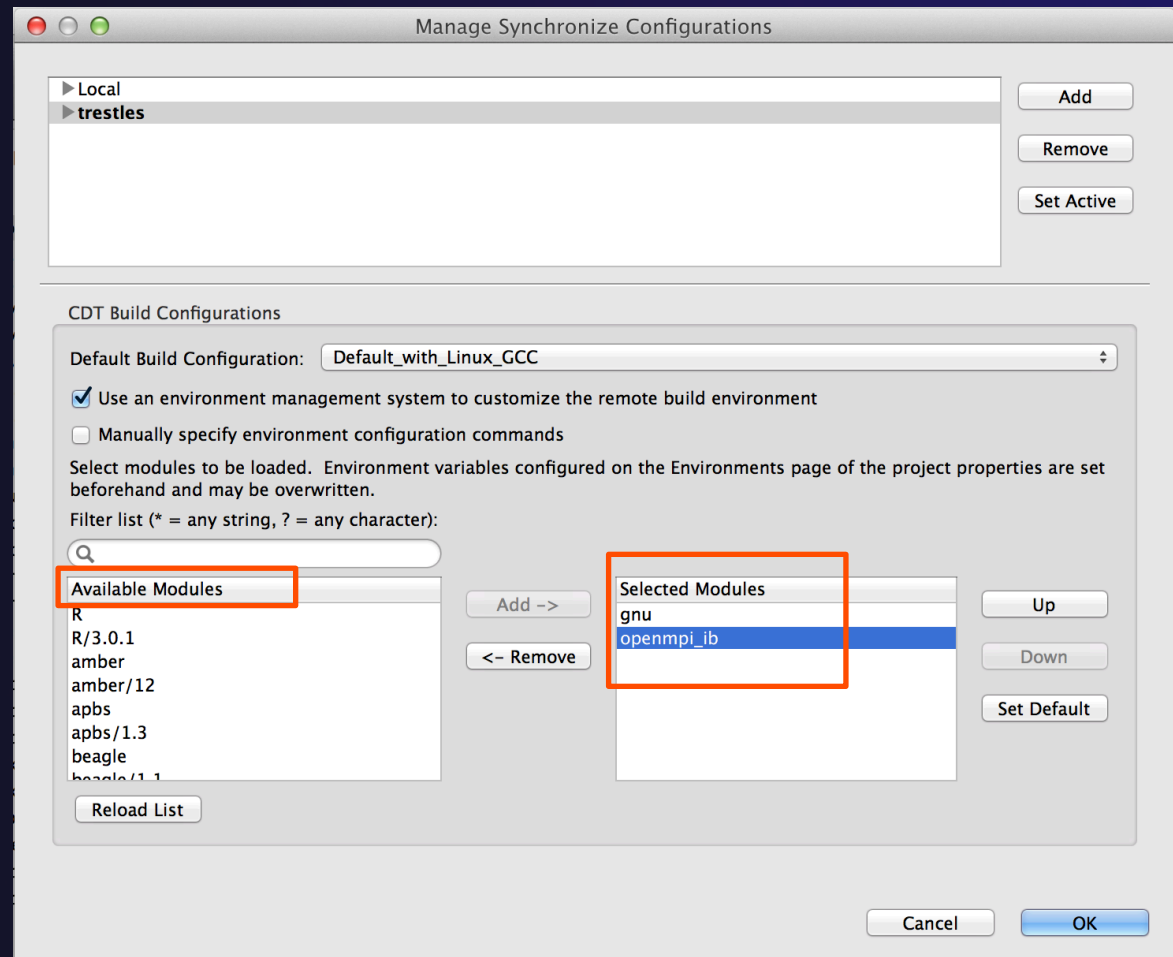 Manage Synchronize Configurations
Local
trestles
Add
Remove
Set Active
CDT Build Configurations
Default Build Configuration: Default_with_Linux_GCC
Use an environment management system to customize the remote build environment
Manually specify environment configuration commands
Select modules to be loaded. Environment variables configured on the Environments page of the project properties are set
beforehand and may be overwritten.
Filter list (* = any string, ? = any character):
Available Modules
R
R/3.0.1
amber
amber/12
apbs
apbs/1.3
beagle
beagle/1.1
Add ->
<- Remove
Selected Modules
gnu
openmpi_ib
Up
Down
Set Default
Reload List
Cancel
OK